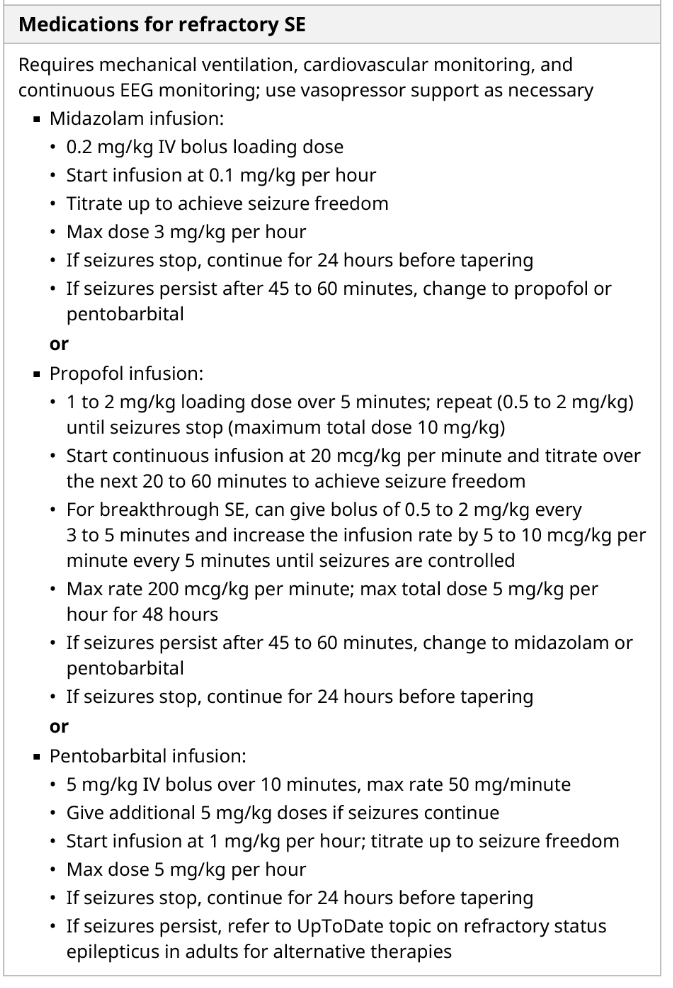 Medications for refractory SE
Requires mechanical ventilation, cardiovascular monitoring, and
continuous EEG monitoring; use vasopressor support as necessary
▪ Midazolam infusion:
• 0.2 mg/kg IV bolus loading dose
• Start infusion at 0.1 mg/kg per hour
• Titrate up to achieve seizure freedom
• Max dose 3 mg/kg per hour
• If seizures stop, continue for 24 hours before tapering
• If seizures persist after 45 to 60 minutes, change to propofol or
pentobarbital
or
▪ Propofol infusion:
• 1 to 2 mg/kg loading dose over 5 minutes; repeat (0.5 to 2 mg/kg)
until seizures stop (maximum total dose 10 mg/kg)
• Start continuous infusion at 20 mcg/kg per minute and titrate over
the next 20 to 60 minutes to achieve seizure freedom
• For breakthrough SE, can give bolus of 0.5 to 2 mg/kg every
3 to 5 minutes and increase the infusion rate by 5 to 10 mcg/kg per
minute every 5 minutes until seizures are controlled
• Max rate 200 mcg/kg per minute; max total dose 5 mg/kg per
hour for 48 hours
• If seizures persist after 45 to 60 minutes, change to midazolam or
pentobarbital
• If seizures stop, continue for 24 hours before tapering
or
▪ Pentobarbital infusion:
• 5 mg/kg IV bolus over 10 minutes, max rate 50 mg/minute
• Give additional 5 mg/kg doses if seizures continue
• Start infusion at 1 mg/kg per hour; titrate up to seizure freedom
• Max dose 5 mg/kg per hour
• If seizures stop, continue for 24 hours before tapering
• If seizures persist, refer to UpToDate topic on refractory status
epilepticus in adults for alternative therapies